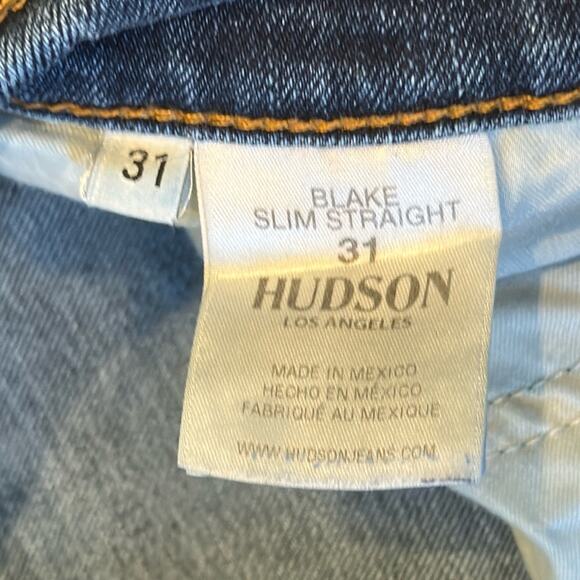 31
BLAKE
SLIM STRAIGHT
31
HUDSON
LOS ANGELES
MADE IN MEXICO
HECHO EN MÉXICO
FABRIQUÉ AU MEXIQUE
WWW.HUDSONJEANS.COM